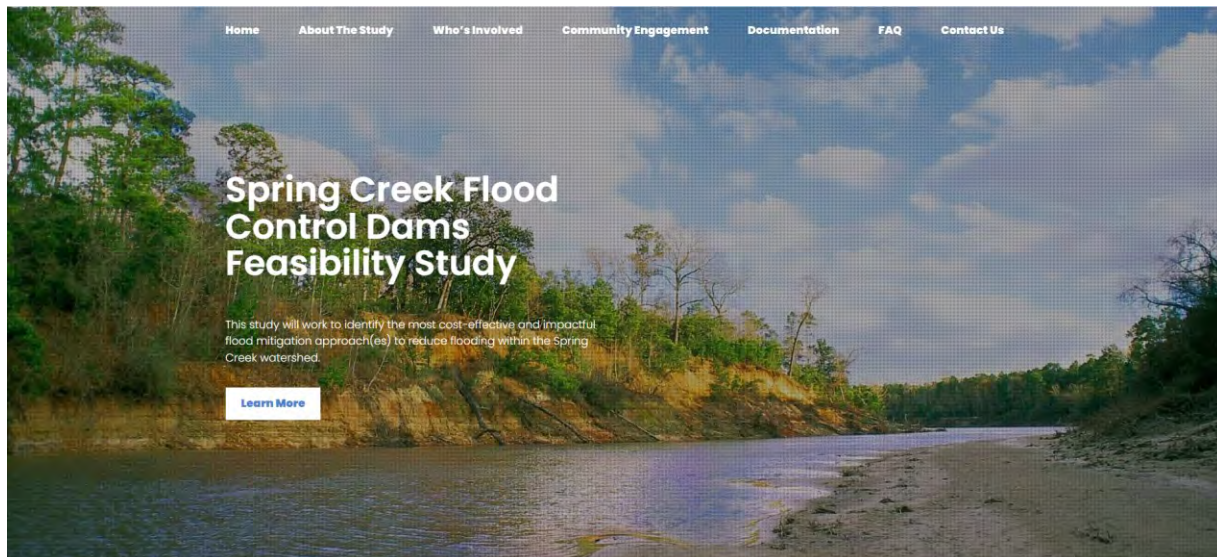 Home About The Study Who's Involved Community Engagement Documentation FAQ Contact Us
Spring Creek Flood
Control Dams
Feasibility Study
This study will work to identify the most cost-effective and impactful
flood mitigation approach(es) to reduce flooding within the Spring
Creek watershed.
Learn More